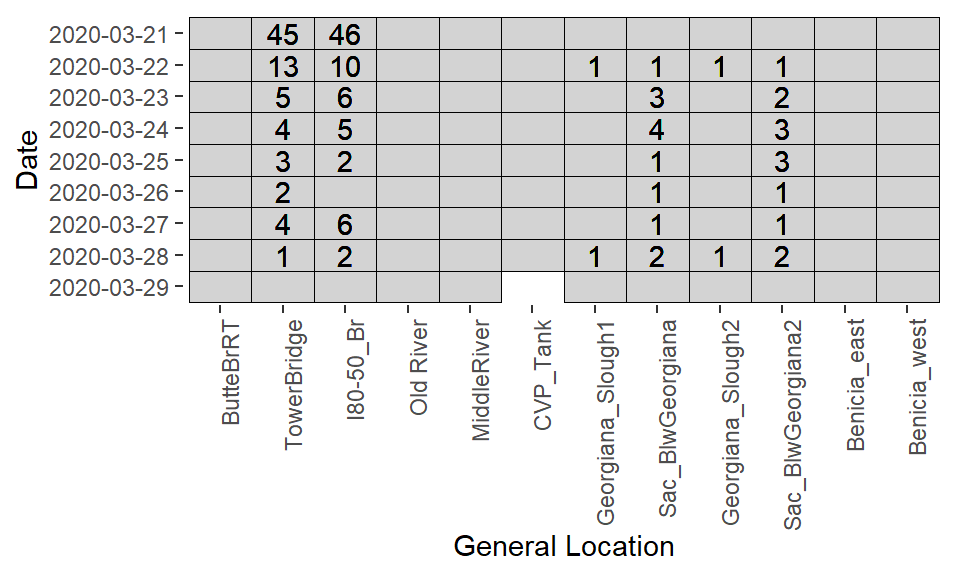 2020-03-21 45 46
2020-03-22 13 10 1 1 1 1
2020-03-23 5 6 3 2
2020-03-24 4 5 4 3
2020-03-25 3 2 1 3
2020-03-26 2 1 1
2020-03-27 4 6 1 1
2020-03-28 1 2 1 2 1 2
2020-03-29
Date
ButteBrRT
TowerBridge
I80-50_Br
Old River
MiddleRiver
CVP_Tank
Georgiana_Slough1
Sac_BlwGeorgiana
Georgiana_Slough2
Sac_BlwGeorgiana2
Benicia_east
Benicia_west
General Location